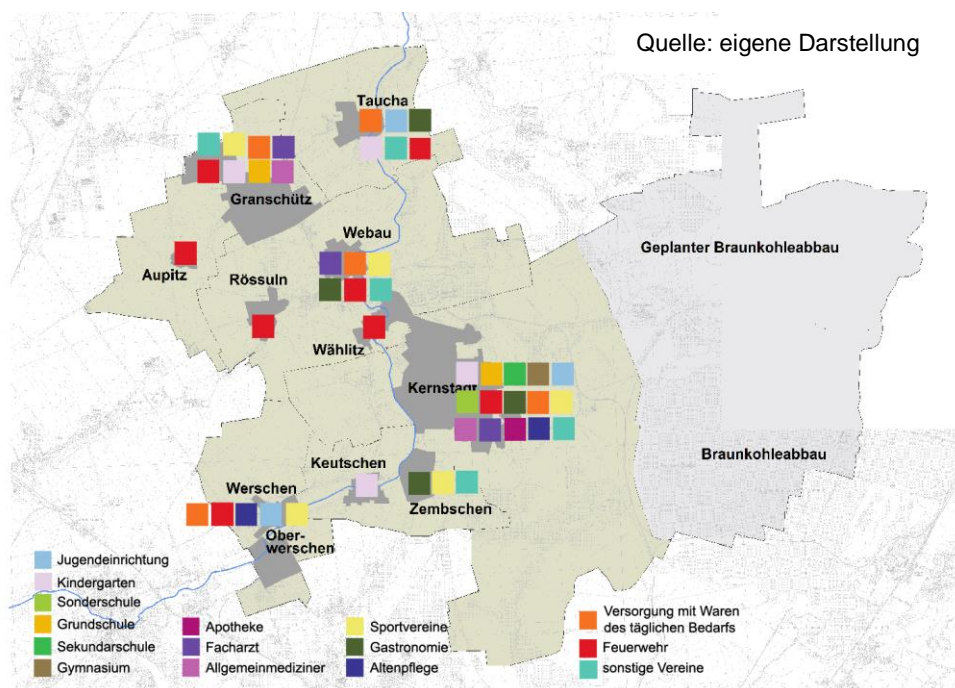 Quelle: eigene Darstellung
Taucha
Granschütz
Webau
Geplanter Braunkohleabbau
Aupitz
Rössuln
Wählitz
Kernstadt
Keutschen
Braunkohleabbau
Werschen
Zembschen
Ober-
werschen
Jugendeinrichtung
Kindergarten
Sonderschule
Grundschule
Sekundarschule
Gymnasium
Apotheke
Facharzt
Allgemeinmediziner
Sportvereine
Gastronomie
Altenpflege
Versorgung mit Waren
des täglichen Bedarfs
Feuerwehr
sonstige Vereine